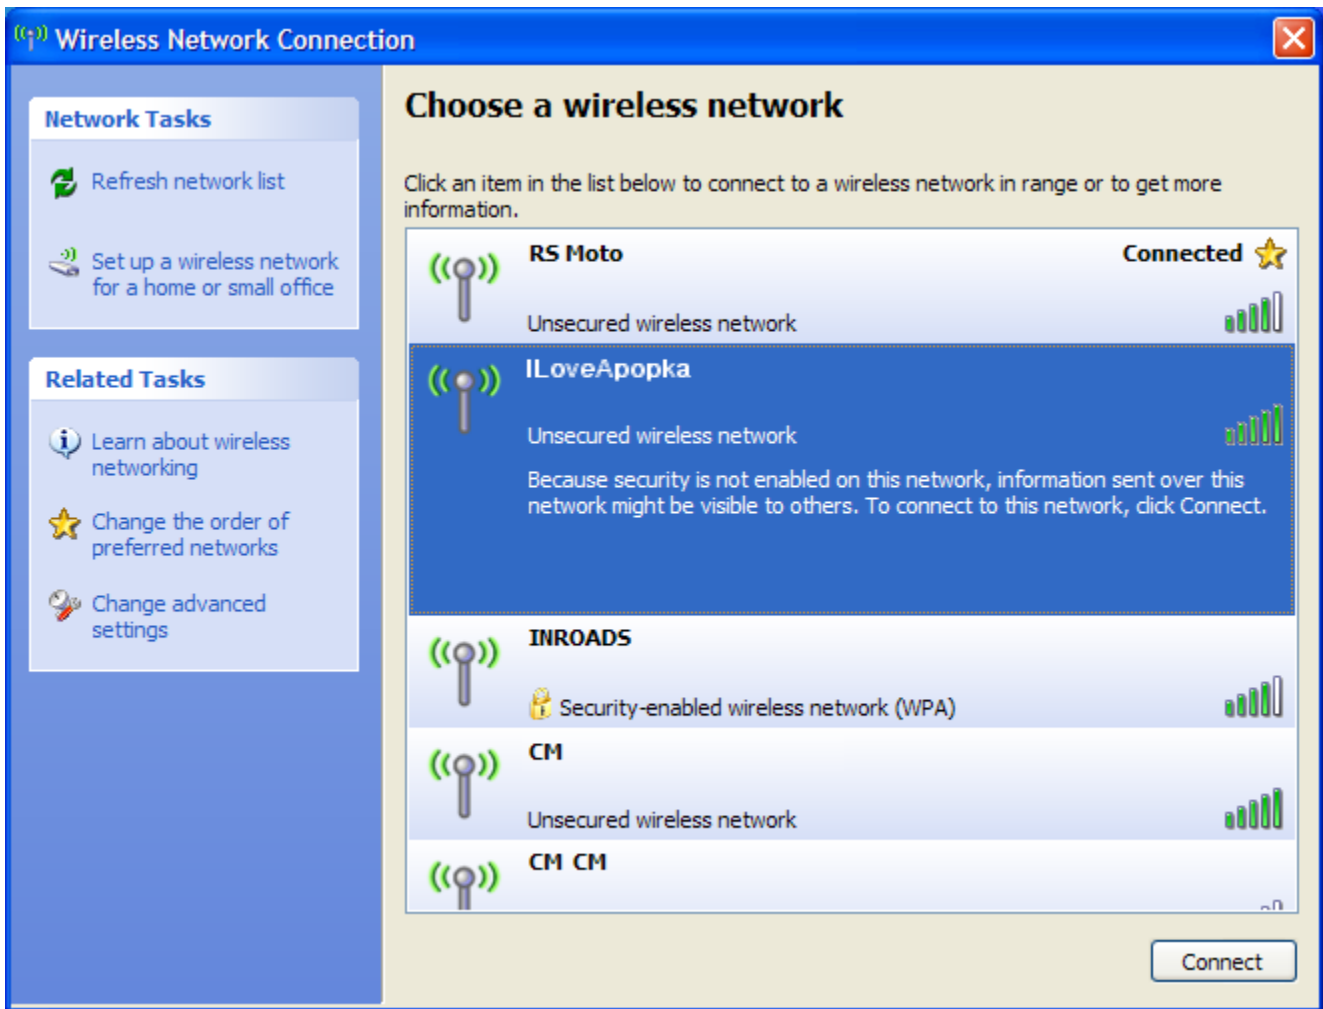 Wireless Network Connection
Network Tasks
Refresh network list
Set up a wireless network
for a home or small office
Related Tasks
Learn about wireless
networking
Change the order of
preferred networks
Change advanced
settings
Choose a wireless network
Click an item in the list below to connect to a wireless network in range or to get more
information.
RS Moto
Connected
Unsecured wireless network
ILoveApopka
Unsecured wireless network
Because security is not enabled on this network, information sent over this
network might be visible to others. To connect to this network, click Connect.
INROADS
Security-enabled wireless network (WPA)
CM
Unsecured wireless network
CM CM
Connect